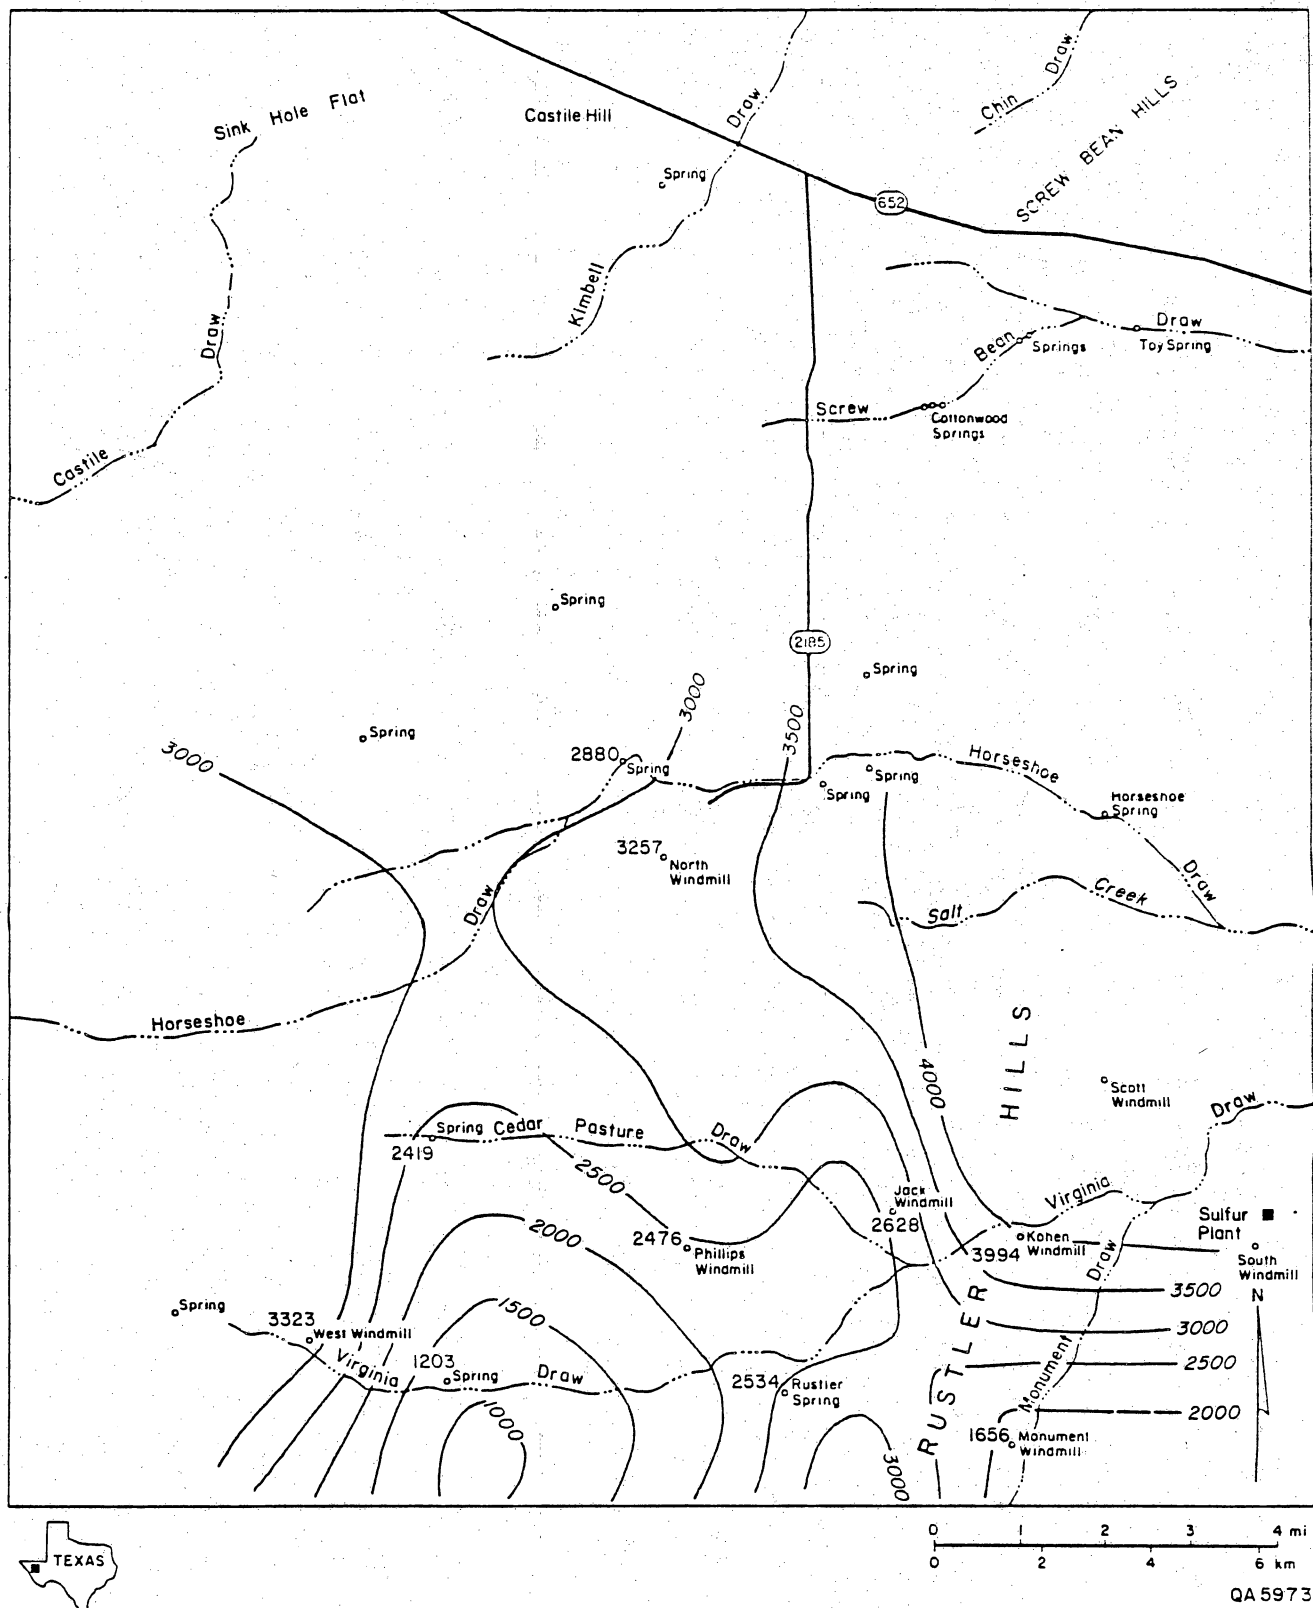 Sink Hole Flat
Castile Hill
Draw
Chin Draw
SCREW BEAN HILLS
Spring
652
Kimbell
Draw
Bean
Springs
Draw
Toy Spring
Screw
Cottonwood
Springs
Castile
Spring
2185
Spring
3000
3500
Spring
3000
2880
Spring
Horseshoe
Spring
Spring
Horseshoe
Spring
3257
North
Windmill
Draw
Draw
Salt Creek
Horseshoe
HILLS
4000
Scott
Windmill
Draw
Spring Cedar Pasture Draw
2419
2500
Jack
Windmill
Virginia
2628
Sulfur
Plant
2000
2476
Phillips
Windmill
3994
Kohen
Windmill
Draw
South
Windmill
N
3500
Spring
3323
West Windmill
1500
3000
Virginia
1203
Spring
Draw
2500
2534
Rustler
Spring
Monument
RUSTLER
2000
1000
1656
Monument
Windmill
3000
TEXAS
0 1 2 3 4 mi
0 2 4 6 km
QA5973